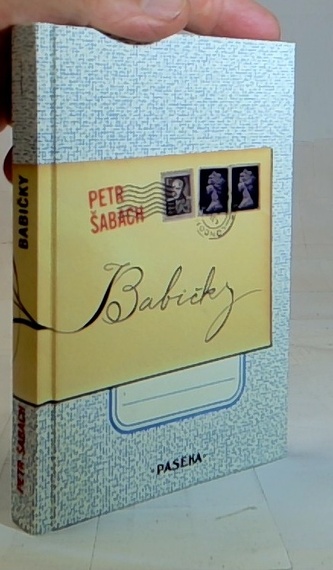 BABIČKY
PETR ŠABACH
PETR
ŠABACH
Babičky
·PASEKA·